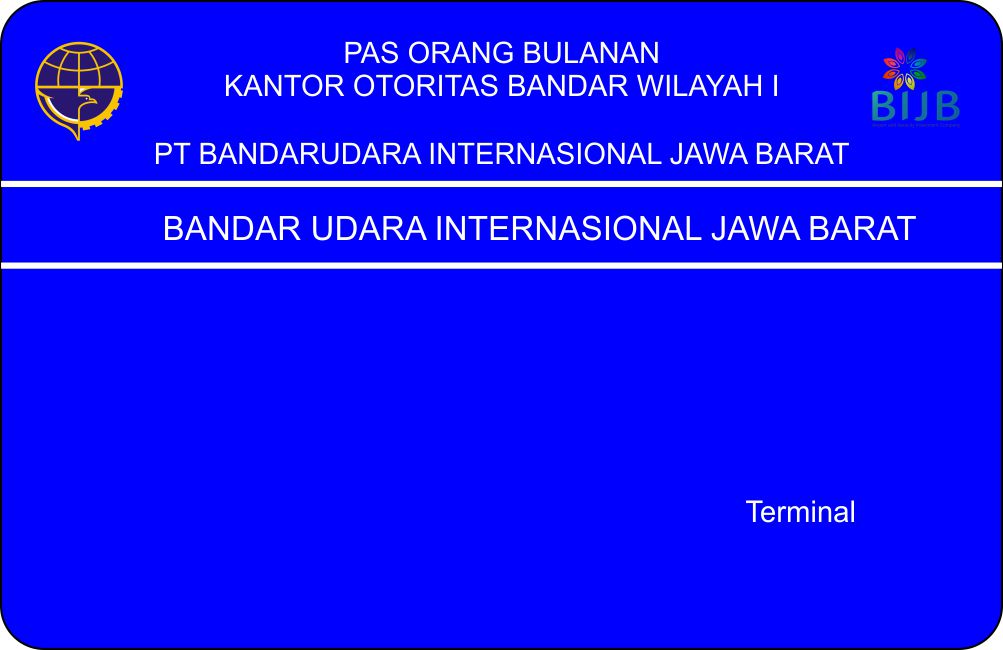 PAS ORANG BULANAN
KANTOR OTORITAS BANDAR WILAYAH I
BIJB
PT BANDARUDARA INTERNASIONAL JAWA BARAT
BANDAR UDARA INTERNASIONAL JAWA BARAT
Terminal